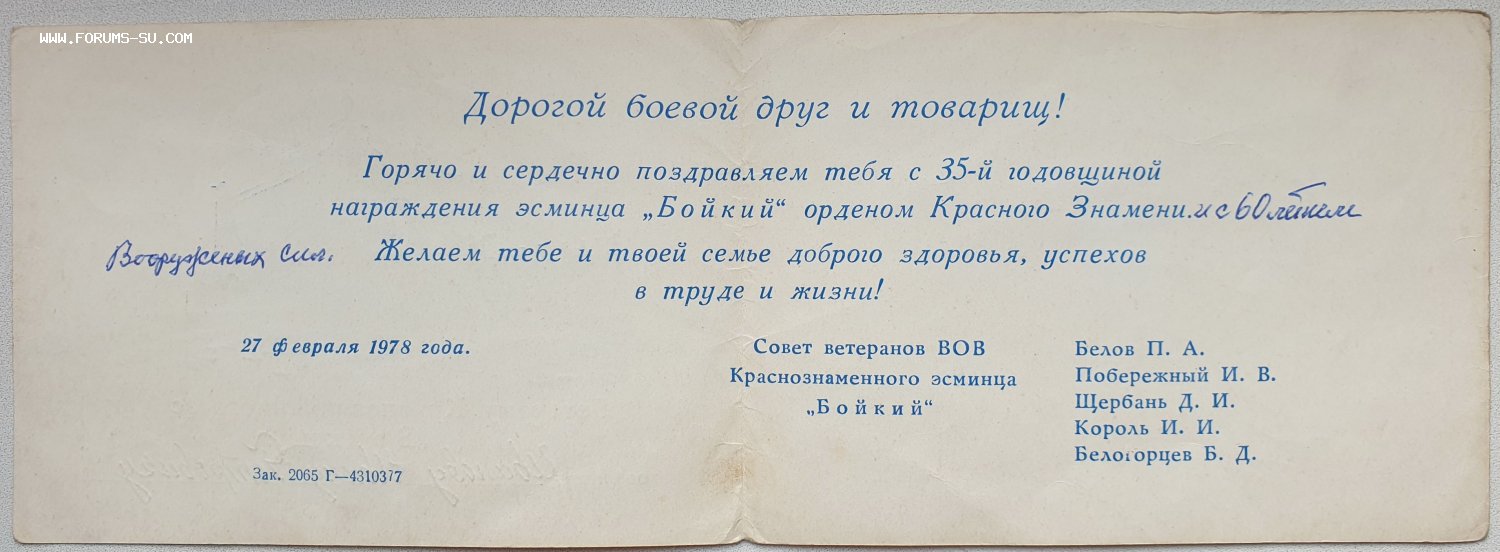 WWW.FORUMS-SU.COM
Дорогой боевой друг и товарищ!
Горячо и сердечно поздравляем тебя с 35-й годовщиной
награждения эсминца „Бойкий“ орденом Красного Знамени. и с 60летием
Вооруженых Сил. Желаем тебе и твоей семье доброго здоровья, успехов
в труде и жизни!
27 февраля 1978 года.
Совет ветеранов ВОВ
Краснознаменного эсминца
„Бойкий“
Белов П. А.
Побережный И. В.
Щербань Д. И.
Король И. И.
Белогорцев Б. Д.
Зак. 2065 Г—4310377